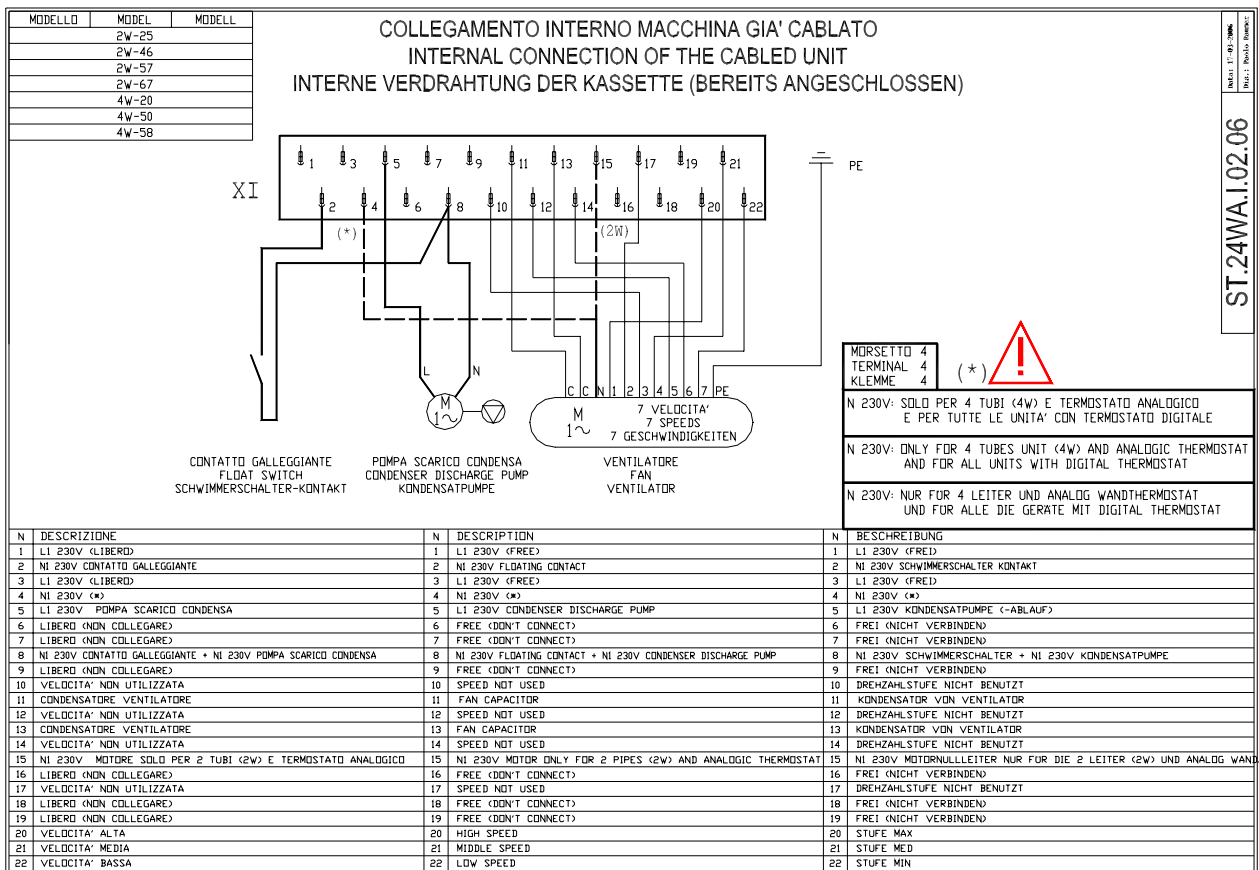 MODELLO MODEL MODELL
2W-25
2W-46
2W-57
2W-67
4W-20
4W-50
4W-58
COLLEGAMENTO INTERNO MACCHINA GIA' CABLATO
INTERNAL CONNECTION OF THE CABLED UNIT
INTERNE VERDRAHTUNG DER KASSETTE (BEREITS ANGESCHLOSSEN)
Data: 17-03-2006
ST.24WA.I.02.06
XI
1 3 5 7 9 11 13 15 17 19 21
2 4 6 8 10 12 14 16 18 20 22
PE
(*)
(2W)
L N
M
1~
C C N 1 2 3 4 5 6 7 PE
M
1~
7 VELOCITA'
7 SPEEDS
7 GESCHWINDIGKEITEN
CONTATTO GALLEGGIANTE
FLOAT SWITCH
SCHWIMMERSCHALTER-KONTAKT
POMPA SCARICO CONDENSA
CONDENSER DISCHARGE PUMP
KONDENSATPUMPE
VENTILATORE
FAN
VENTILATOR
MORSETTO 4
TERMINAL 4
KLEMME 4
(*)
!
N 230V: SOLO PER 4 TUBI (4W) E TERMOSTATO ANALOGICO
E PER TUTTE LE UNITA' CON TERMOSTATO DIGITALE
N 230V: ONLY FOR 4 TUBES UNIT (4W) AND ANALOGIC THERMOSTAT
AND FOR ALL UNITS WITH DIGITAL THERMOSTAT
N 230V: NUR FÜR 4 LEITER UND ANALOG WANDTHERMOSTAT
UND FÜR ALLE DIE GERÄTE MIT DIGITAL THERMOSTAT
N DESCRIZIONE
1 L1 230V (LIBERO)
2 N1 230V CONTATTO GALLEGGIANTE
3 L1 230V (LIBERO)
4 N1 230V (*)
5 L1 230V POMPA SCARICO CONDENSA
6 LIBERO (NON COLLEGARE)
7 LIBERO (NON COLLEGARE)
8 N1 230V CONTATTO GALLEGGIANTE + N1 230V POMPA SCARICO CONDENSA
9 LIBERO (NON COLLEGARE)
10 VELOCITA' NON UTILIZZATA
11 CONDENSATORE VENTILATORE
12 VELOCITA' NON UTILIZZATA
13 CONDENSATORE VENTILATORE
14 VELOCITA' NON UTILIZZATA
15 N1 230V MOTORE SOLO PER 2 TUBI (2W) E TERMOSTATO ANALOGICO
16 LIBERO (NON COLLEGARE)
17 VELOCITA' NON UTILIZZATA
18 LIBERO (NON COLLEGARE)
19 LIBERO (NON COLLEGARE)
20 VELOCITA' ALTA
21 VELOCITA' MEDIA
22 VELOCITA' BASSA
N DESCRIPTION
1 L1 230V (FREE)
2 N1 230V FLOATING CONTACT
3 L1 230V (FREE)
4 N1 230V (*)
5 L1 230V CONDENSER DISCHARGE PUMP
6 FREE (DON'T CONNECT)
7 FREE (DON'T CONNECT)
8 N1 230V FLOATING CONTACT + N1 230V CONDENSER DISCHARGE PUMP
9 FREE (DON'T CONNECT)
10 SPEED NOT USED
11 FAN CAPACITOR
12 SPEED NOT USED
13 FAN CAPACITOR
14 SPEED NOT USED
15 N1 230V MOTOR ONLY FOR 2 PIPES (2W) AND ANALOGIC THERMOSTAT
16 FREE (DON'T CONNECT)
17 SPEED NOT USED
18 FREE (DON'T CONNECT)
19 FREE (DON'T CONNECT)
20 HIGH SPEED
21 MIDDLE SPEED
22 LOW SPEED
N BESCHREIBUNG
1 L1 230V (FREI)
2 N1 230V SCHWIMMERSCHALTER KONTAKT
3 L1 230V (FREI)
4 N1 230V (*)
5 L1 230V KONDENSATPUMPE (-ABLAUF)
6 FREI (NICHT VERBINDEN)
7 FREI (NICHT VERBINDEN)
8 N1 230V SCHWIMMERSCHALTER + N1 230V KONDENSATPUMPE
9 FREI (NICHT VERBINDEN)
10 DREHZAHLSTUFE NICHT BENUTZT
11 KONDENSATOR VON VENTILATOR
12 DREHZAHLSTUFE NICHT BENUTZT
13 KONDENSATOR VON VENTILATOR
14 DREHZAHLSTUFE NICHT BENUTZT
15 N1 230V MOTORNULLLEITER NUR FÜR DIE 2 LEITER (2W) UND ANALOG WAND
16 FREI (NICHT VERBINDEN)
17 DREHZAHLSTUFE NICHT BENUTZT
18 FREI (NICHT VERBINDEN)
19 FREI (NICHT VERBINDEN)
20 STUFE MAX
21 STUFE MED
22 STUFE MIN